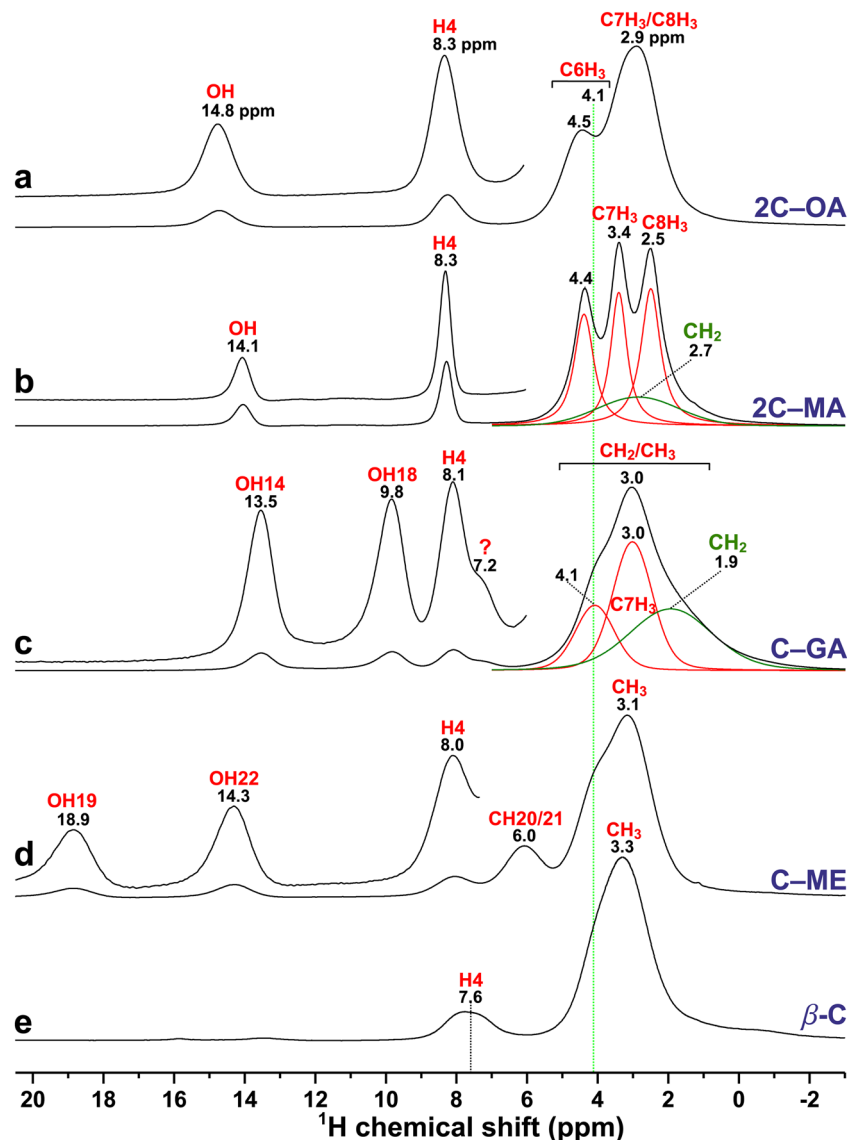 C7H₃/C8H₃
2.9 ppm
H4
8.3 ppm
C6H₃
4.1
4.5
OH
14.8 ppm
a
2C–OA
C7H₃
3.4
C8H₃
2.5
H4
8.3
4.4
OH
14.1
CH₂
2.7
b
2C–MA
CH₂/CH₃
3.0
H4
8.1
OH14
13.5
OH18
9.8
?
7.2
3.0
CH₂
1.9
4.1
C7H₃
c
C–GA
CH₃
3.1
H4
8.0
OH19
18.9
OH22
14.3
CH20/21
6.0
d
C–ME
CH₃
3.3
H4
7.6
e
β-C
20 18 16 14 12 10 8 6 4 2 0 -2
¹H chemical shift (ppm)